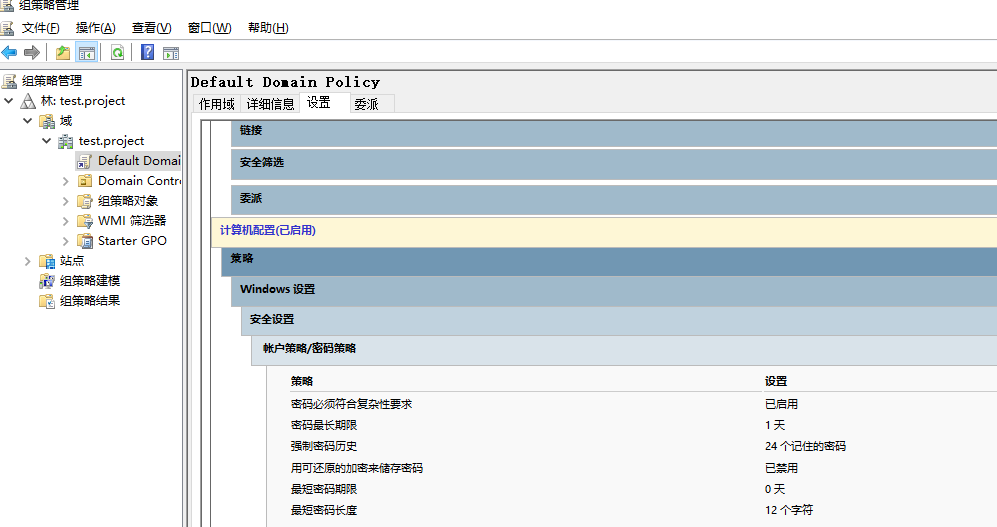 组策略管理
文件(F) 操作(A) 查看(V) 窗口(W) 帮助(H)
组策略管理
林: test.project
域
test.project
Default Domai
Domain Contr
组策略对象
WMI 筛选器
Starter GPO
站点
组策略建模
组策略结果
Default Domain Policy
作用域 详细信息 设置 委派
链接
安全筛选
委派
计算机配置(已启用)
策略
Windows 设置
安全设置
帐户策略/密码策略
策略 设置
密码必须符合复杂性要求 已启用
密码最长期限 1 天
强制密码历史 24 个记住的密码
用可还原的加密来储存密码 已禁用
最短密码期限 0 天
最短密码长度 12 个字符